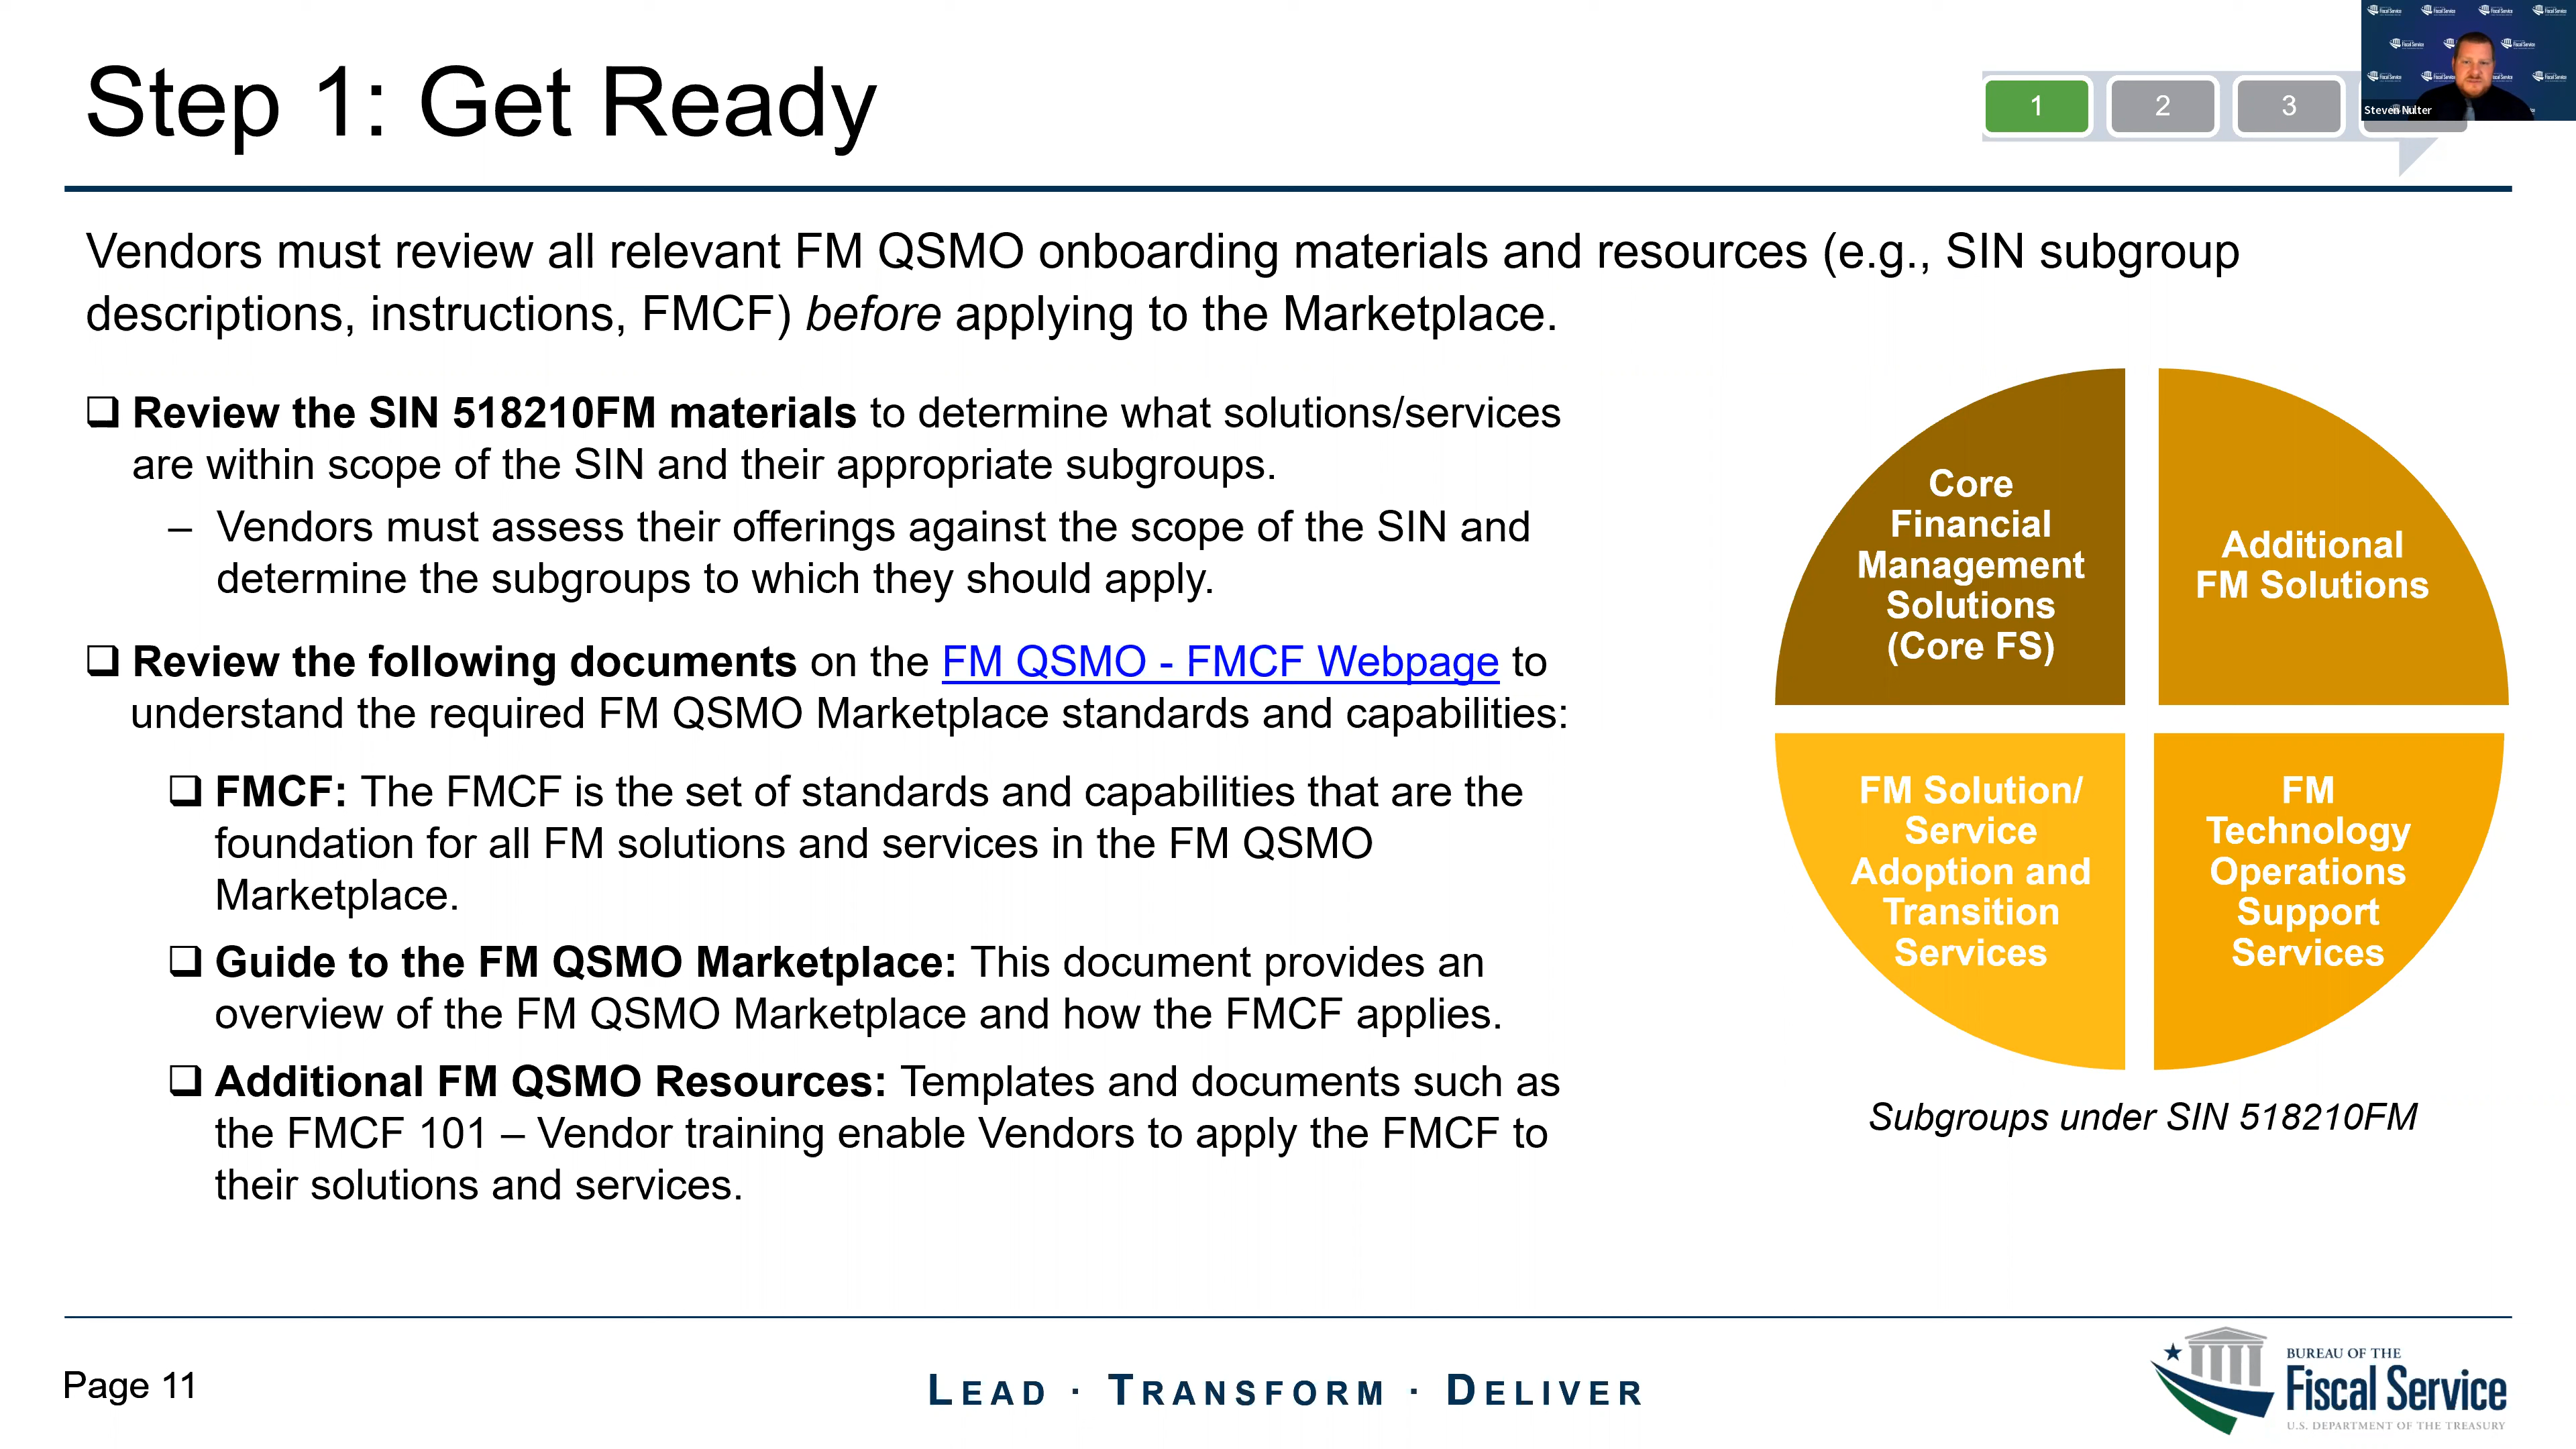 Step 1: Get Ready
1
2
3
Steven Nulter
Vendors must review all relevant FM QSMO onboarding materials and resources (e.g., SIN subgroup
descriptions, instructions, FMCF) before applying to the Marketplace.
❑ Review the SIN 518210FM materials to determine what solutions/services
are within scope of the SIN and their appropriate subgroups.
– Vendors must assess their offerings against the scope of the SIN and
determine the subgroups to which they should apply.
❑ Review the following documents on the FM QSMO - FMCF Webpage to
understand the required FM QSMO Marketplace standards and capabilities:
❑ FMCF: The FMCF is the set of standards and capabilities that are the
foundation for all FM solutions and services in the FM QSMO
Marketplace.
❑ Guide to the FM QSMO Marketplace: This document provides an
overview of the FM QSMO Marketplace and how the FMCF applies.
❑ Additional FM QSMO Resources: Templates and documents such as
the FMCF 101 – Vendor training enable Vendors to apply the FMCF to
their solutions and services.
Core
Financial
Management
Solutions
(Core FS)
Additional
FM Solutions
FM Solution/
Service
Adoption and
Transition
Services
FM
Technology
Operations
Support
Services
Subgroups under SIN 518210FM
Page 11
LEAD · TRANSFORM · DELIVER
BUREAU OF THE
Fiscal Service
U.S. DEPARTMENT OF THE TREASURY